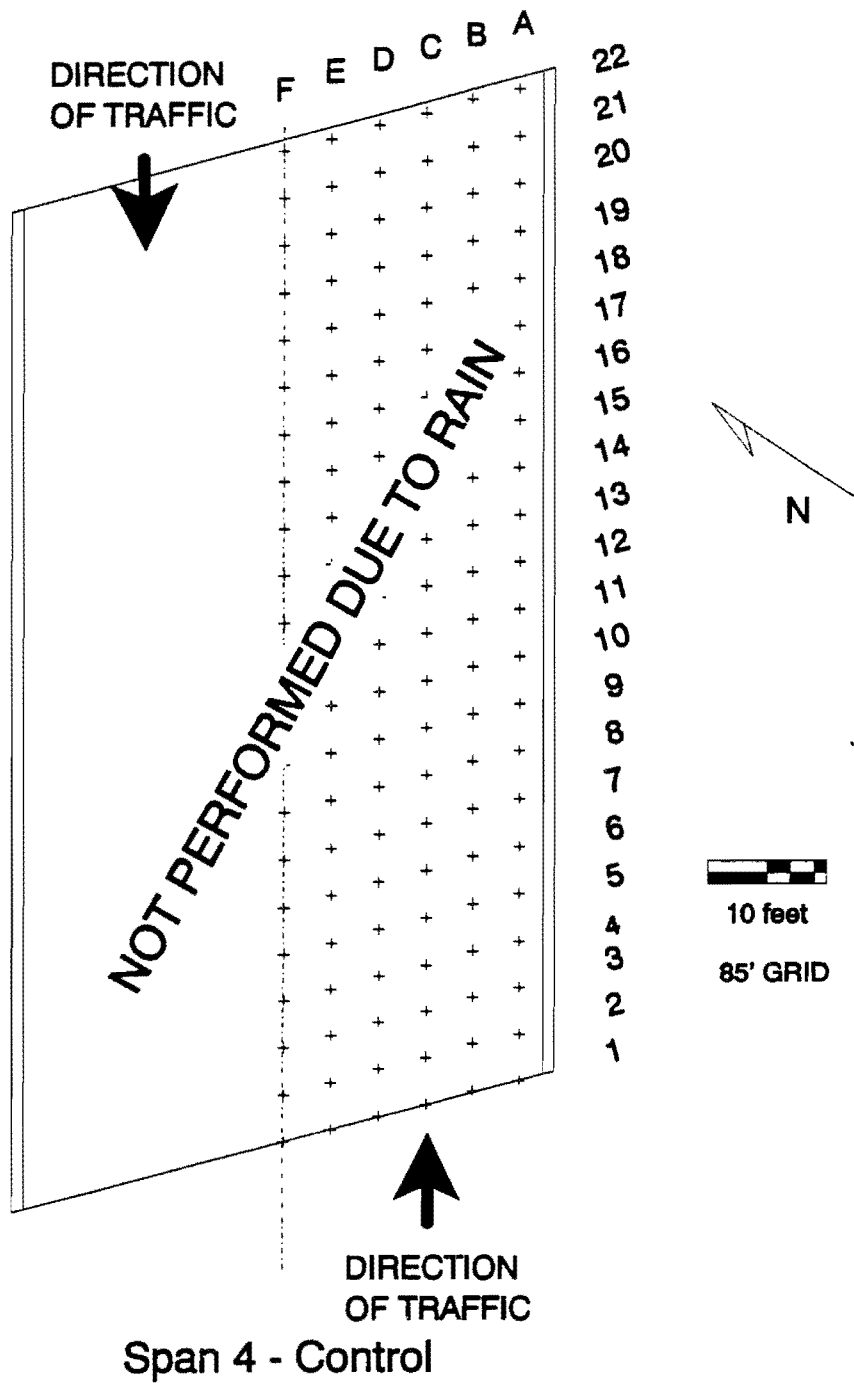 DIRECTION
OF TRAFFIC
F E D C B A
22
21
20
19
18
17
16
15
14
13
12
11
10
9
8
7
6
5
4
3
2
1
NOT PERFORMED DUE TO RAIN
N
10 feet
85' GRID
DIRECTION
OF TRAFFIC
Span 4 - Control